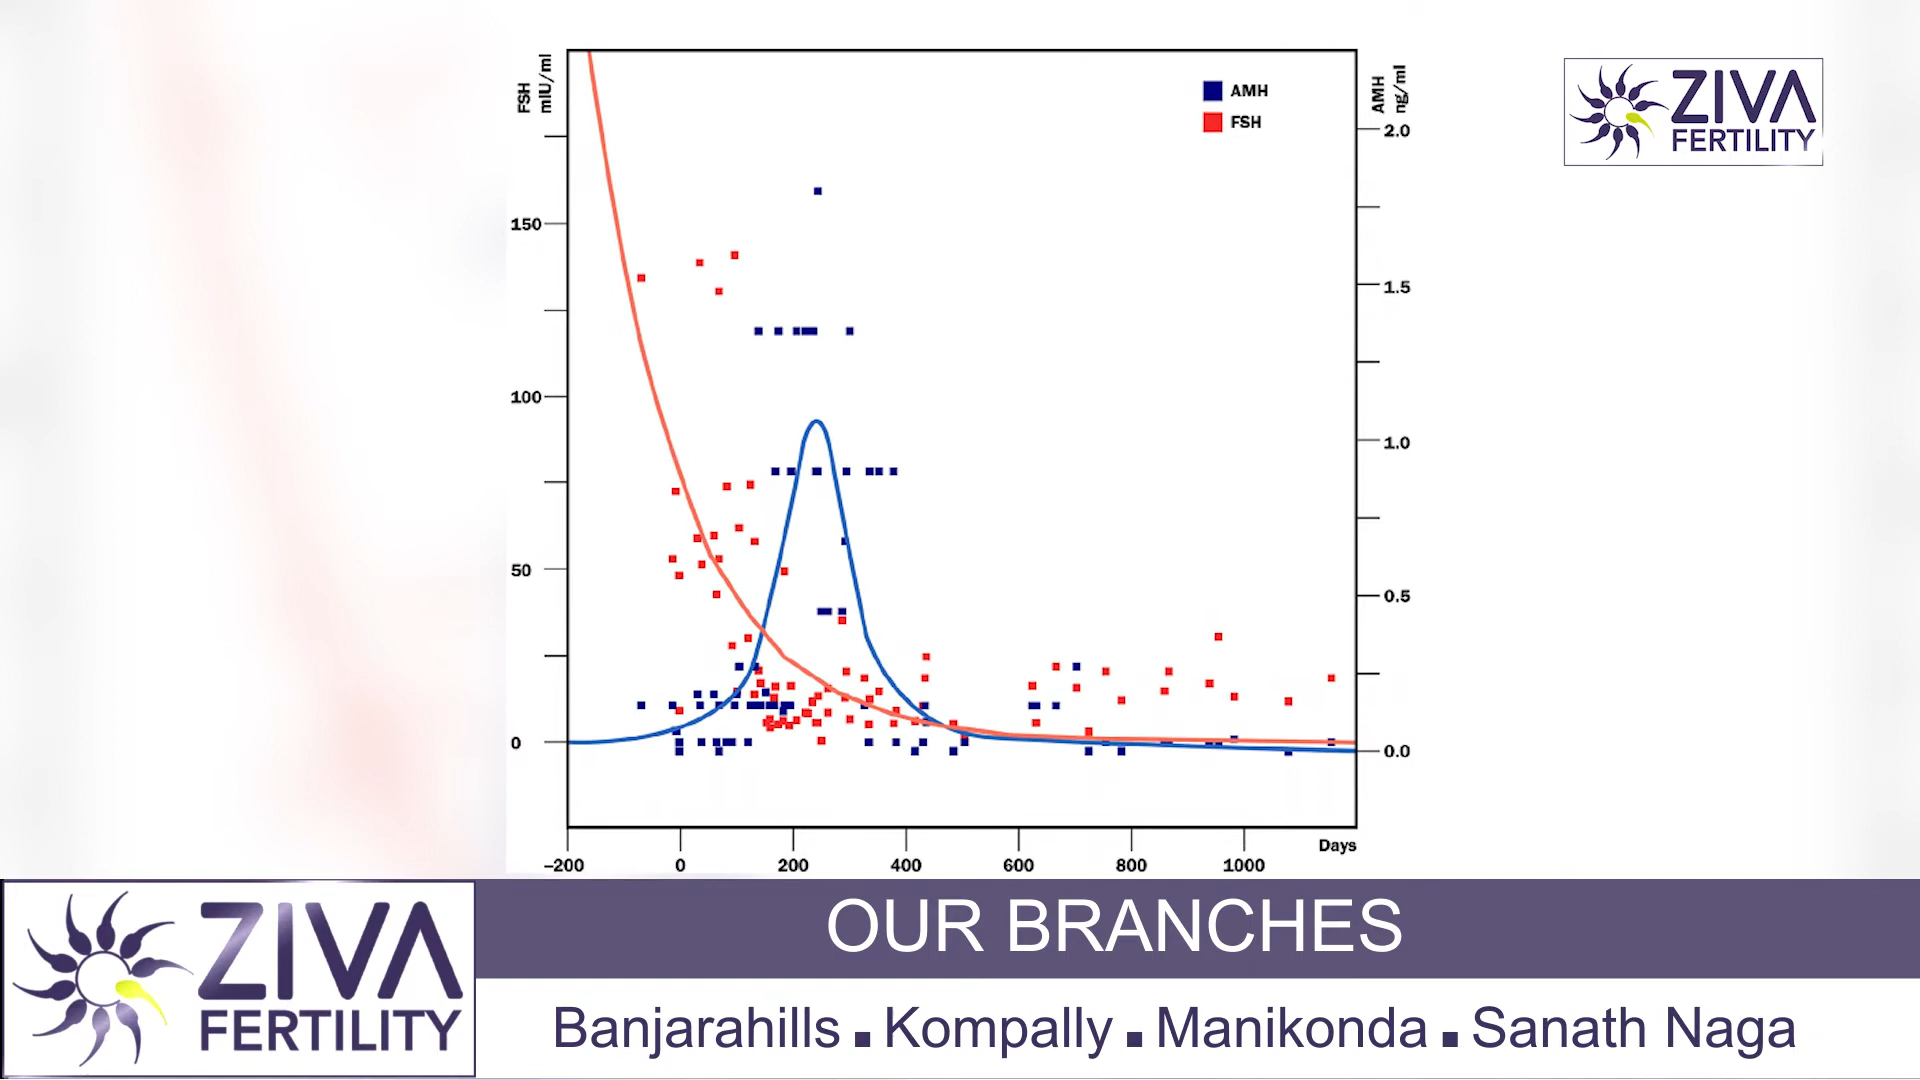 FSH
mIU/ml
150
100
50
0
AMH
FSH
AMH
ng/ml
2.0
1.5
1.0
0.5
0.0
–200 0 200 400 600 800 1000
Days
ZIVA
FERTILITY
ZIVA
FERTILITY
OUR BRANCHES
Banjarahills ▪ Kompally ▪ Manikonda ▪ Sanath Naga